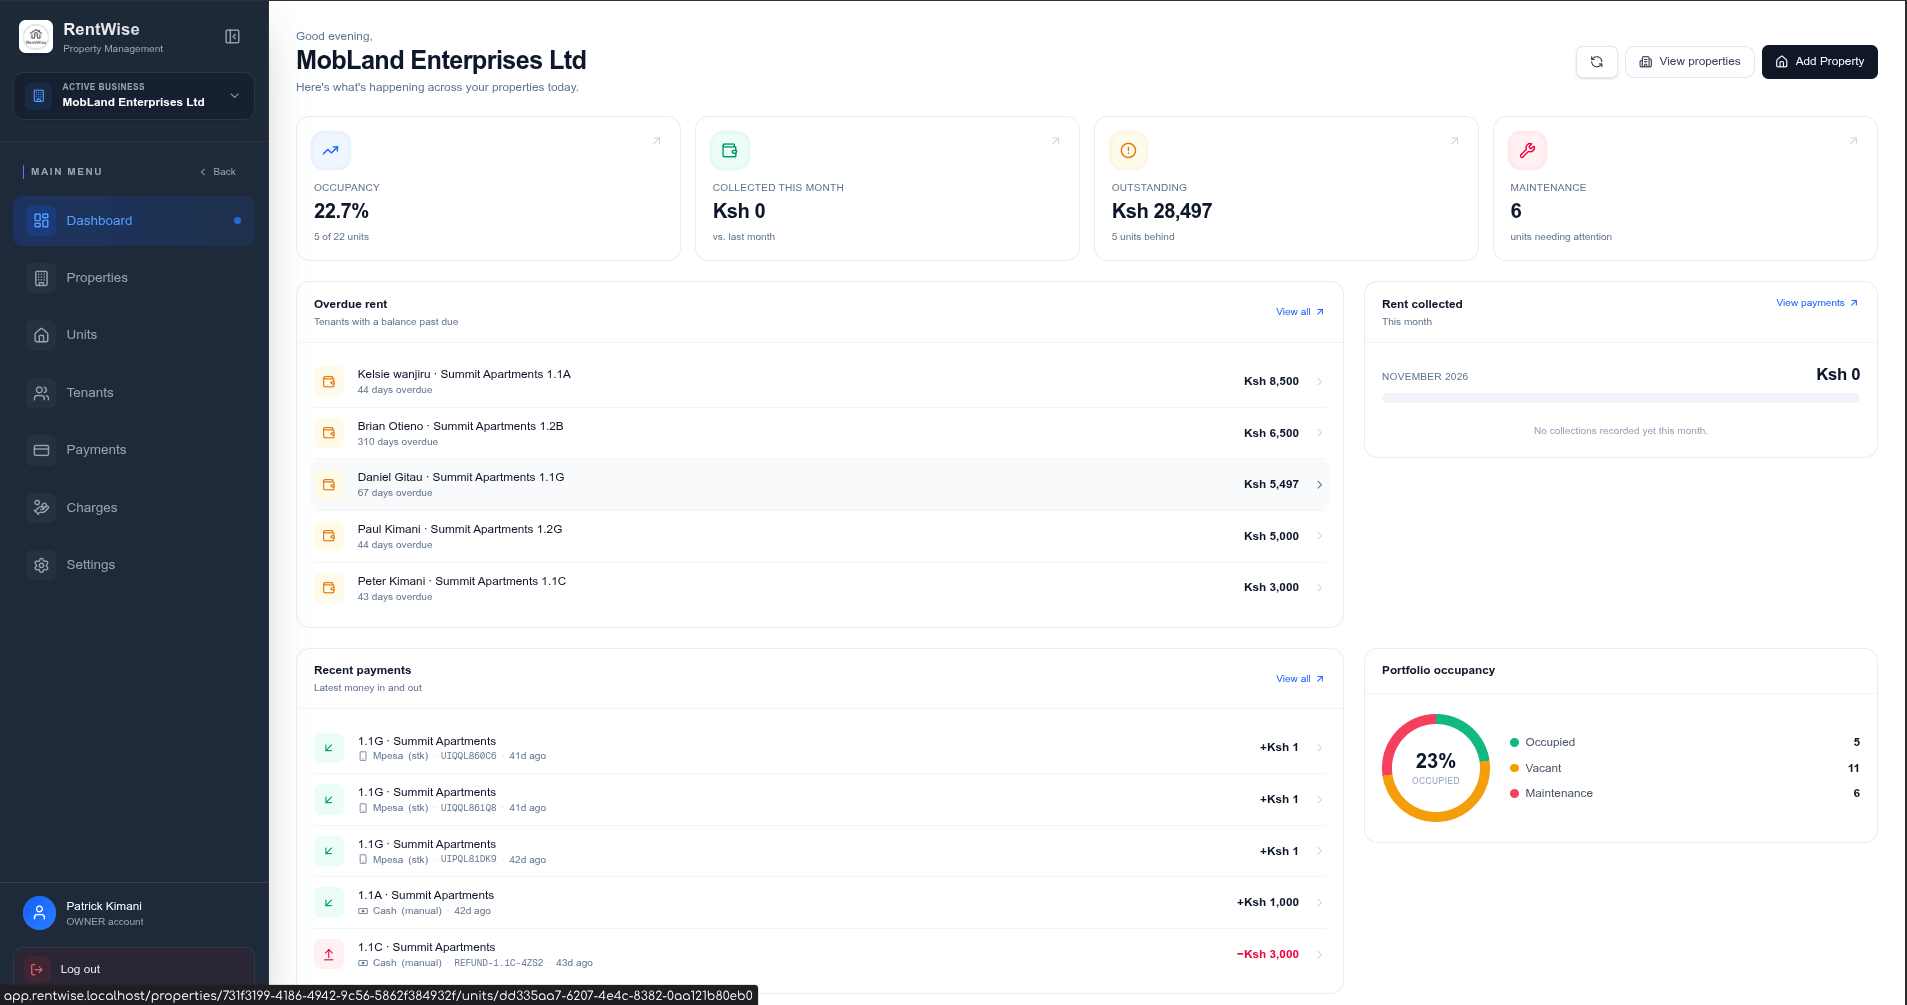 RentWise
Property Management
ACTIVE BUSINESS
MobLand Enterprises Ltd
MAIN MENU
Back
Dashboard
Properties
Units
Tenants
Payments
Charges
Settings
Patrick Kimani
OWNER account
Log out
Good evening,
MobLand Enterprises Ltd
Here's what's happening across your properties today.
View properties
Add Property
OCCUPANCY
22.7%
5 of 22 units
COLLECTED THIS MONTH
Ksh 0
vs. last month
OUTSTANDING
Ksh 28,497
5 units behind
MAINTENANCE
6
units needing attention
Overdue rent
Tenants with a balance past due
View all
Kelsie wanjiru · Summit Apartments 1.1A
44 days overdue
Ksh 8,500
Brian Otieno · Summit Apartments 1.2B
310 days overdue
Ksh 6,500
Daniel Gitau · Summit Apartments 1.1G
67 days overdue
Ksh 5,497
Paul Kimani · Summit Apartments 1.2G
44 days overdue
Ksh 5,000
Peter Kimani · Summit Apartments 1.1C
43 days overdue
Ksh 3,000
Rent collected
This month
View payments
NOVEMBER 2026
Ksh 0
No collections recorded yet this month.
Recent payments
Latest money in and out
View all
1.1G · Summit Apartments
Mpesa (stk) · UIQQL860C6 · 41d ago
+Ksh 1
1.1G · Summit Apartments
Mpesa (stk) · UIQQL861Q8 · 41d ago
+Ksh 1
1.1G · Summit Apartments
Mpesa (stk) · UIPQL81DK9 · 42d ago
+Ksh 1
1.1A · Summit Apartments
Cash (manual) · 42d ago
+Ksh 1,000
1.1C · Summit Apartments
Cash (manual) · REFUND-1.1C-4ZS2 · 43d ago
−Ksh 3,000
Portfolio occupancy
23%
OCCUPIED
Occupied 5
Vacant 11
Maintenance 6
app.rentwise.localhost/properties/731f3199-4186-4942-9c56-5862f384932f/units/dd335aa7-6207-4e4c-8382-0aa121b80eb0